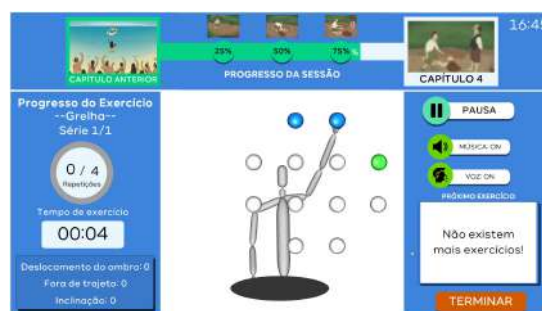 16:45
25%
50%
75%
%
CAPÍTULO ANTERIOR
PROGRESSO DA SESSÃO
CAPÍTULO 4
Progresso do Exercício
--Grelha--
Série 1/1
0 / 4
Repetições
Tempo de exercício
00:04
Deslocamento do ombro: 0
Fora de trajeto: 0
Inclinação: 0
PAUSA
MÚSICA: ON
VOZ: ON
PRÓXIMO EXERCÍCIO
Não existem
mais exercícios!
TERMINAR